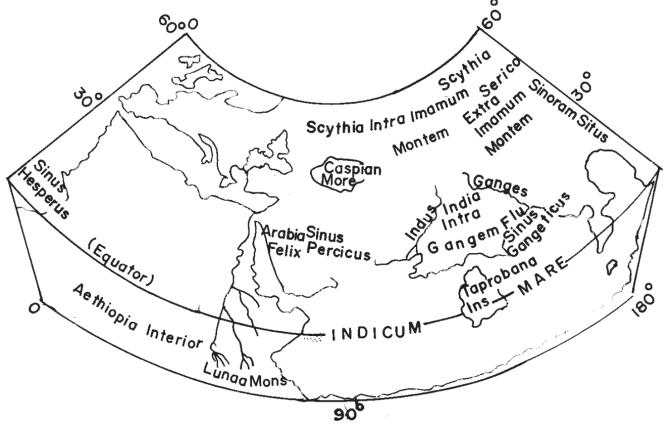 60°0
60°
30°
30°
Scythia
Serico
Sinoram Situs
Scythia Intra Imamum
Montem
Extra
Imamum
Montem
Sinus
Hesperus
Caspian
More
Ganges
India
Intra
Gangem Flu
Indus
Sinus
Gangeticus
Arabia
Felix
Sinus
Percicus
(Equator)
Taprobana
Ins
MARE
INDICUM
Aethiopia Interior
Lunaa Mons
0°
90°
180°